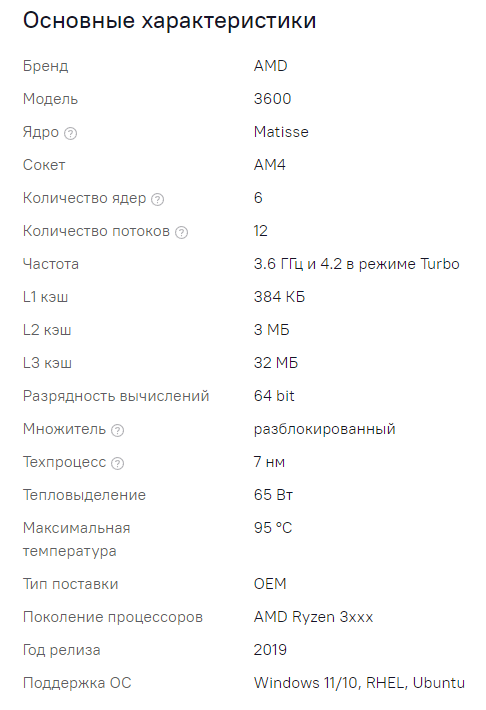 Основные характеристики
Бренд AMD
Модель 3600
Ядро Matisse
Сокет AM4
Количество ядер 6
Количество потоков 12
Частота 3.6 ГГц и 4.2 в режиме Turbo
L1 кэш 384 КБ
L2 кэш 3 МБ
L3 кэш 32 МБ
Разрядность вычислений 64 bit
Множитель разблокированный
Техпроцесс 7 нм
Тепловыделение 65 Вт
Максимальная 95 °C
температура
Тип поставки OEM
Поколение процессоров AMD Ryzen 3xxx
Год релиза 2019
Поддержка ОС Windows 11/10, RHEL, Ubuntu